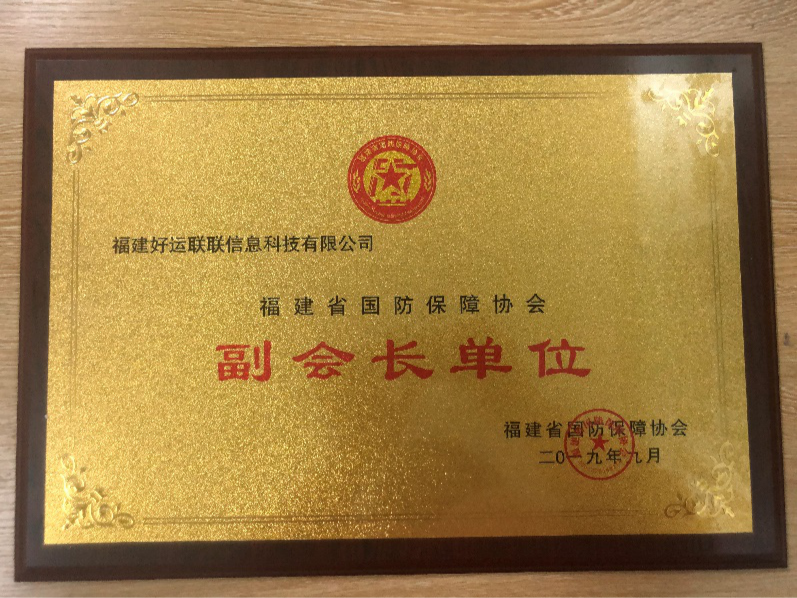 福建好运联联信息科技有限公司
福建省国防保障协会
副会长单位
福建省国防保障协会
二0一九年九月